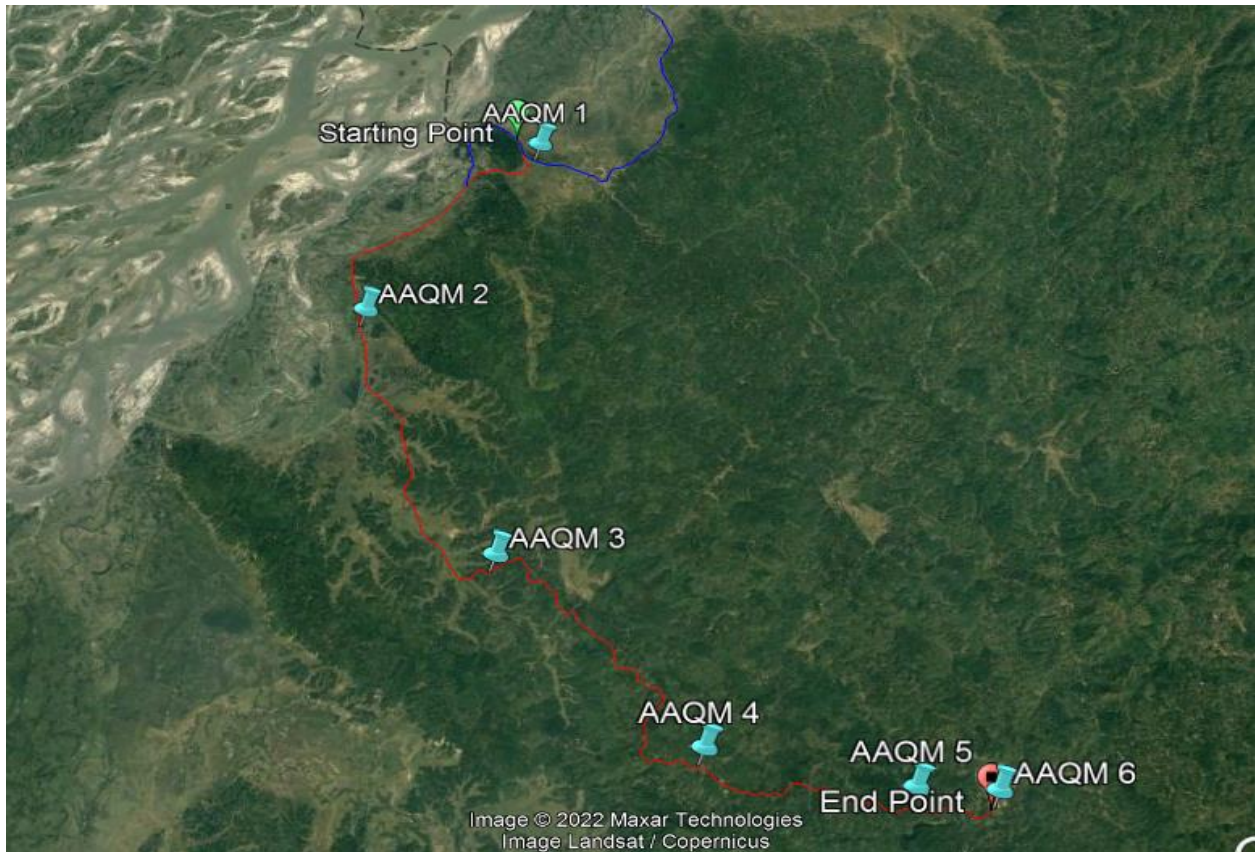 AAQM 1
Starting Point
AAQM 2
AAQM 3
AAQM 4
AAQM 5
AAQM 6
End Point
Image © 2022 Maxar Technologies
Image Landsat / Copernicus